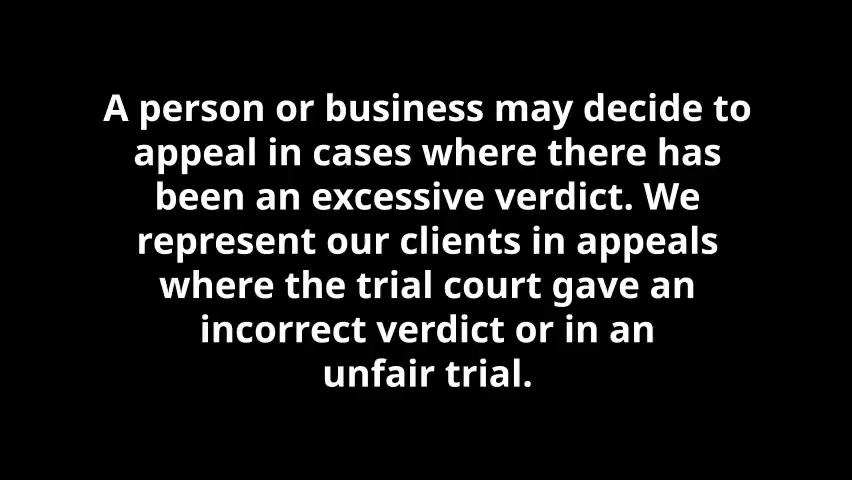 A person or business may decide to
appeal in cases where there has
been an excessive verdict. We
represent our clients in appeals
where the trial court gave an
incorrect verdict or in an
unfair trial.